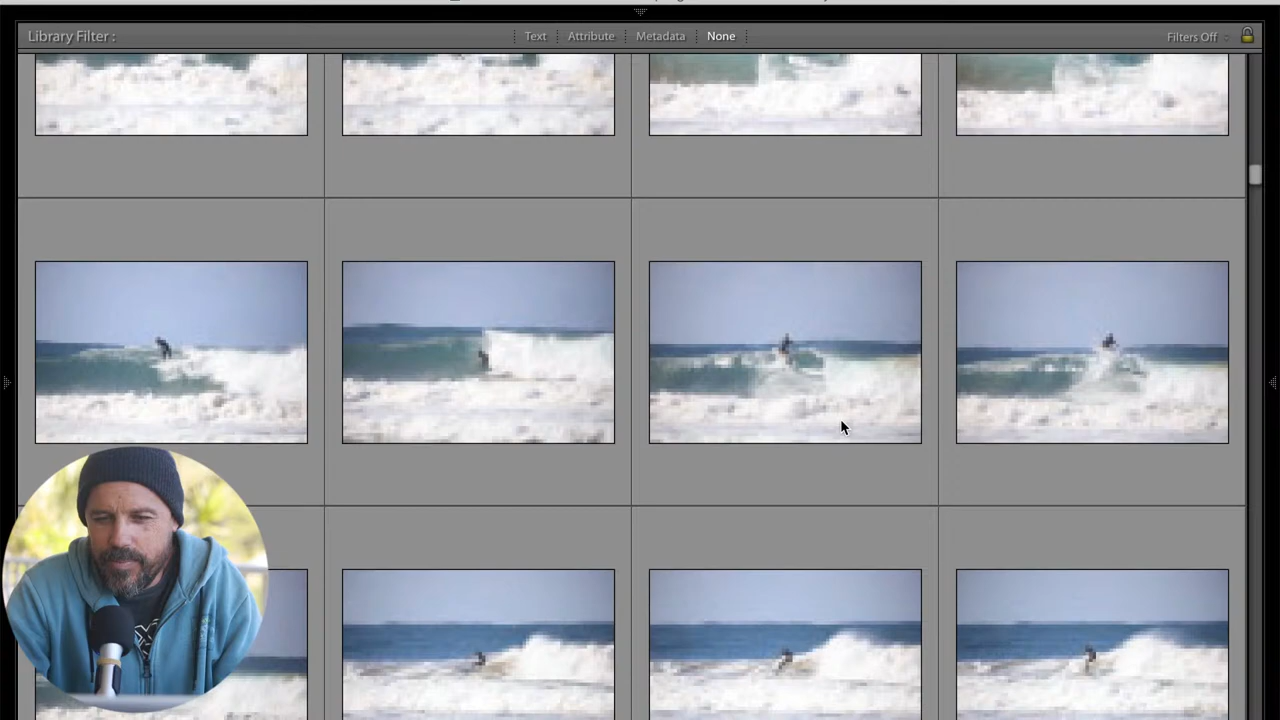 Library Filter :
Text
Attribute
Metadata
None
Filters Off